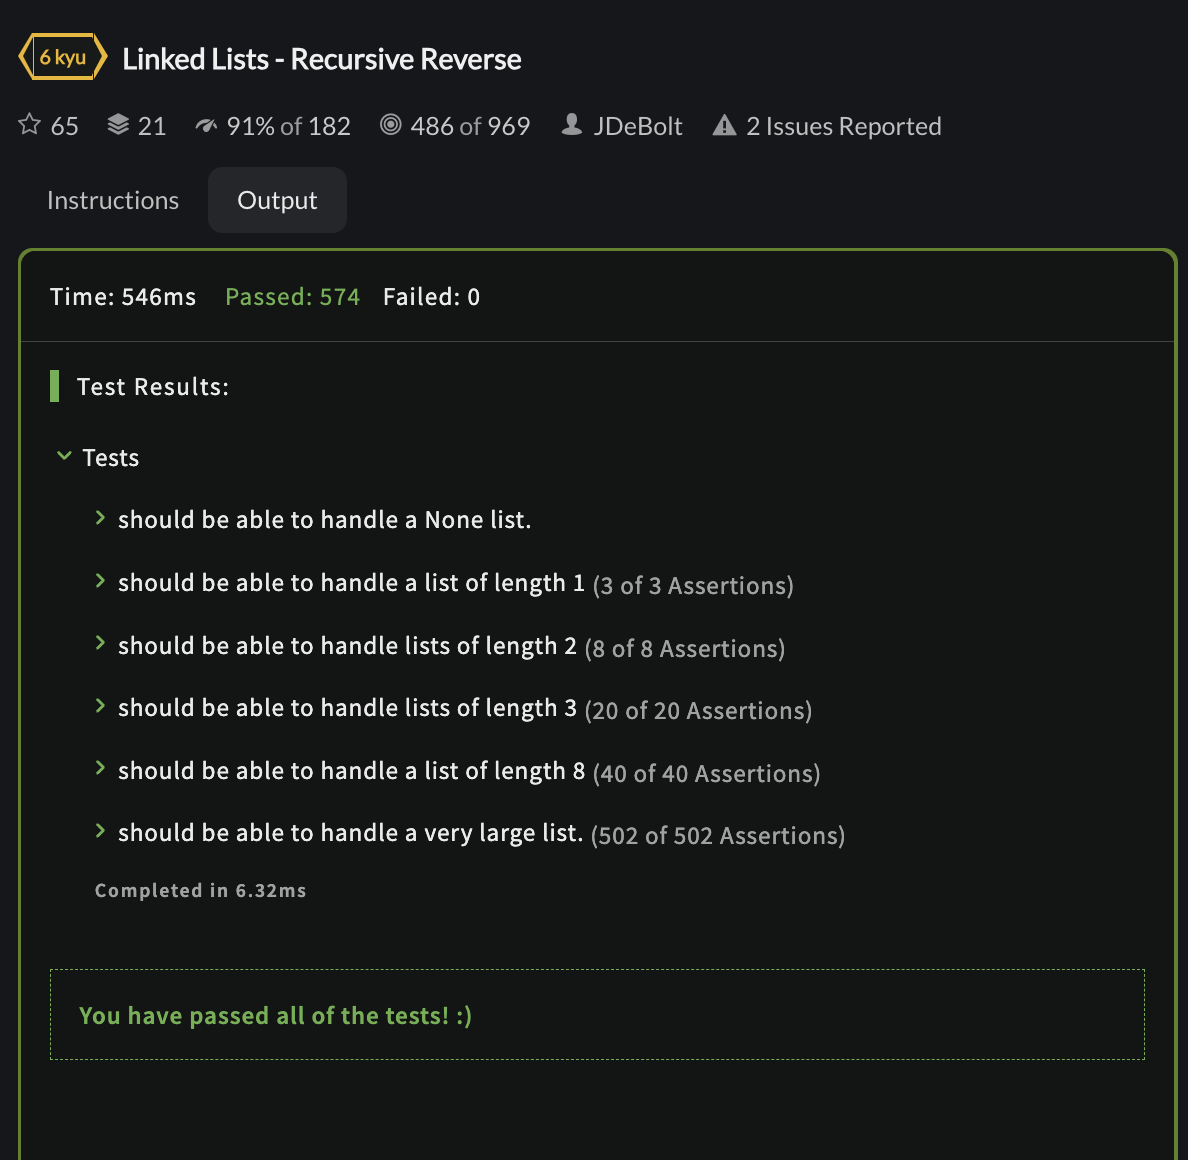 6 kyu Linked Lists - Recursive Reverse
65 21 91% of 182 486 of 969 JDeBolt 2 Issues Reported
Instructions Output
Time: 546ms Passed: 574 Failed: 0
Test Results:
Tests
should be able to handle a None list.
should be able to handle a list of length 1 (3 of 3 Assertions)
should be able to handle lists of length 2 (8 of 8 Assertions)
should be able to handle lists of length 3 (20 of 20 Assertions)
should be able to handle a list of length 8 (40 of 40 Assertions)
should be able to handle a very large list. (502 of 502 Assertions)
Completed in 6.32ms
You have passed all of the tests! :)